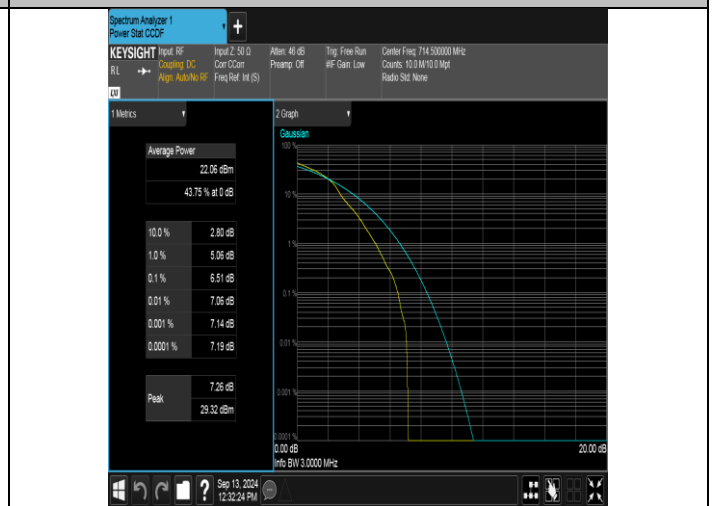 Spectrum Analyzer 1
Power Stat CCDF
+
KEYSIGHT
RL
LXI
Input: RF
Coupling: DC
Align: Auto/No RF
Input Z: 50 Ω
Corr CCorr
Freq Ref: Int (S)
Atten: 46 dB
Preamp: Off
Trig: Free Run
#IF Gain: Low
Center Freq: 714.500000 MHz
Counts: 10.0 M/10.0 Mpt
Radio Std: None
1 Metrics
Average Power
22.06 dBm
43.75 % at 0 dB
10.0 % 2.80 dB
1.0 % 5.06 dB
0.1 % 6.51 dB
0.01 % 7.06 dB
0.001 % 7.14 dB
0.0001 % 7.19 dB
Peak
7.26 dB
29.32 dBm
2 Graph
Gaussian
100 %
10 %
1 %
0.1 %
0.01 %
0.001 %
0.0001 %
0.00 dB
20.00 dB
Info BW 3.0000 MHz
?
Sep 13, 2024
12:32:24 PM